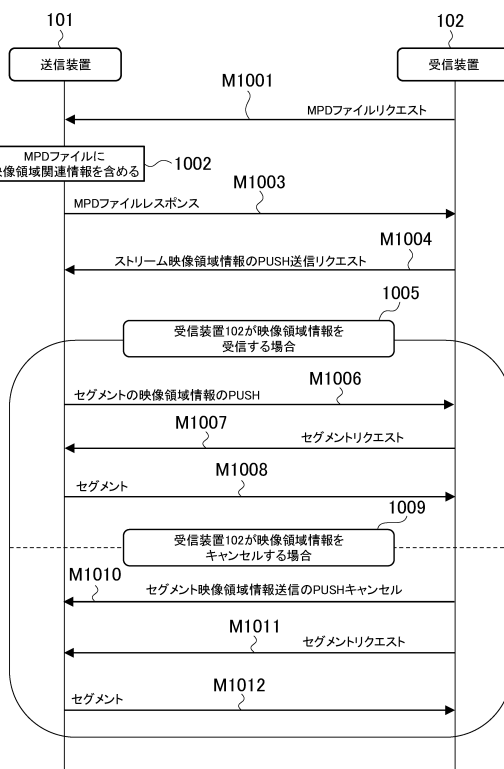 101
102
送信装置
受信装置
M1001
MPDファイルリクエスト
MPDファイルに
映像領域関連情報を含める
1002
M1003
MPDファイルレスポンス
M1004
ストリーム映像領域情報のPUSH送信リクエスト
1005
受信装置102が映像領域情報を
受信する場合
M1006
セグメントの映像領域情報のPUSH
M1007
セグメントリクエスト
M1008
セグメント
1009
受信装置102が映像領域情報を
キャンセルする場合
M1010
セグメント映像領域情報送信のPUSHキャンセル
M1011
セグメントリクエスト
M1012
セグメント